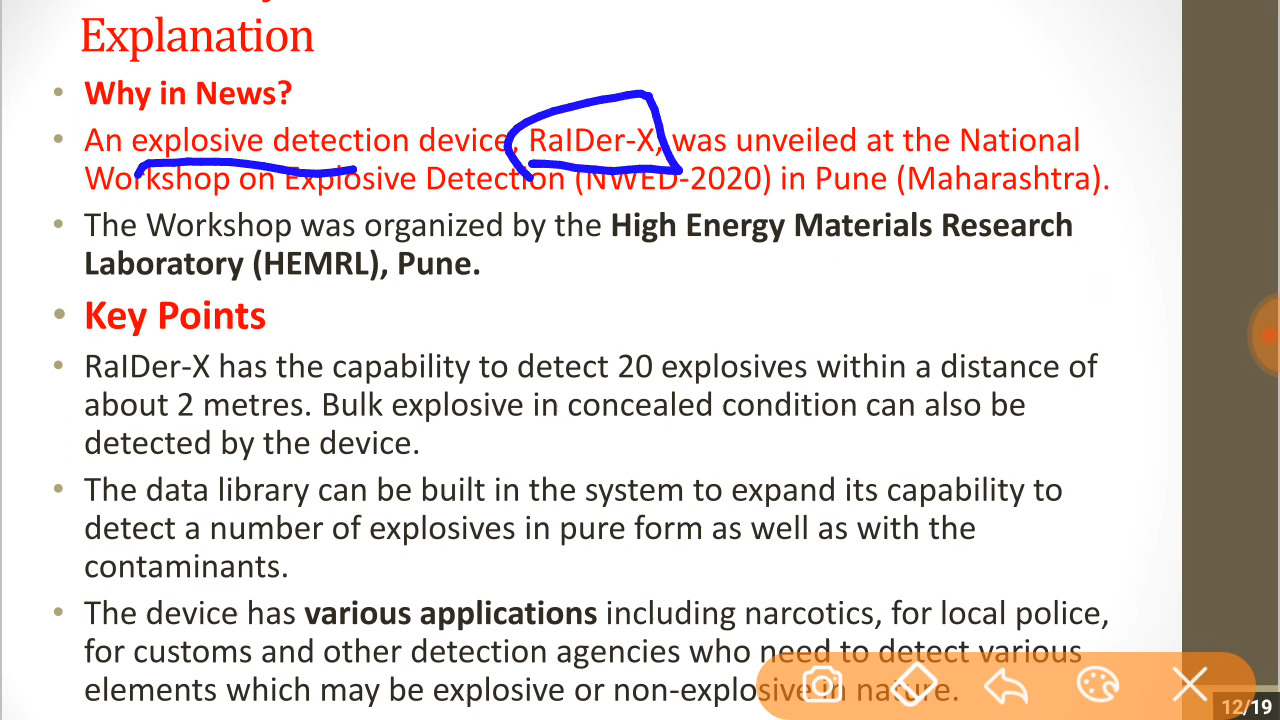 Explanation
• Why in News?
• An explosive detection device, RaIDer-X, was unveiled at the National
Workshop on Explosive Detection (NWED-2020) in Pune (Maharashtra).
• The Workshop was organized by the High Energy Materials Research
Laboratory (HEMRL), Pune.
• Key Points
• RaIDer-X has the capability to detect 20 explosives within a distance of
about 2 metres. Bulk explosive in concealed condition can also be
detected by the device.
• The data library can be built in the system to expand its capability to
detect a number of explosives in pure form as well as with the
contaminants.
• The device has various applications including narcotics, for local police,
for customs and other detection agencies who need to detect various
elements which may be explosive or non-explosive in nature.
12/19